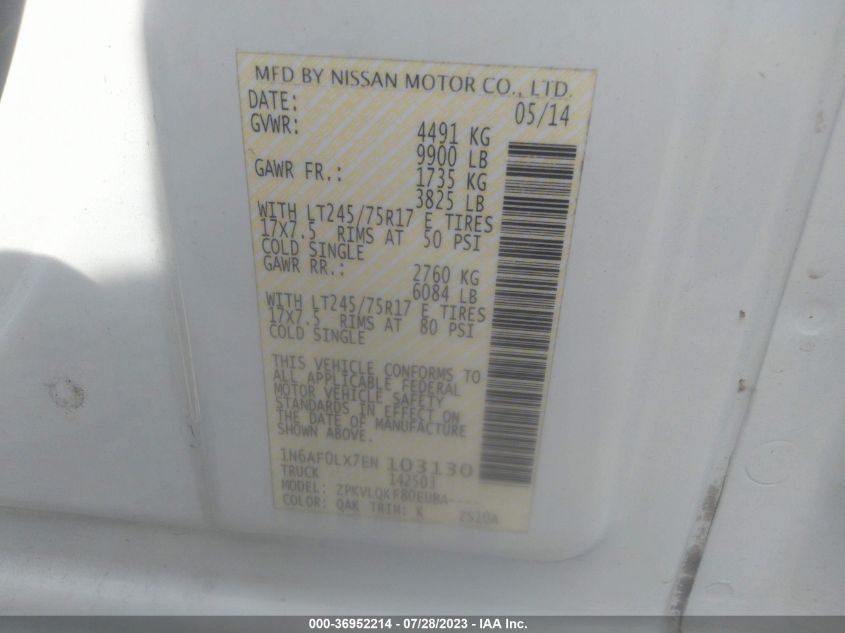 MFD BY NISSAN MOTOR CO., LTD.
DATE: 05/14
GVWR: 4491 KG
9900 LB
GAWR FR.: 1735 KG
3825 LB
WITH LT245/75R17 E TIRES
17X7.5 RIMS AT 50 PSI
COLD SINGLE
GAWR RR.: 2760 KG
6084 LB
WITH LT245/75R17 E TIRES
17X7.5 RIMS AT 80 PSI
COLD SINGLE
THIS VEHICLE CONFORMS TO
ALL APPLICABLE FEDERAL
MOTOR VEHICLE SAFETY
STANDARDS IN EFFECT ON
THE DATE OF MANUFACTURE
SHOWN ABOVE.
1N6AF0LX7EN103130
TRUCK 142503
MODEL: ZPKVLQKF80EUBA----
COLOR: QAK TRIM: K 2S10A
000-36952214 - 07/28/2023 - IAA Inc.